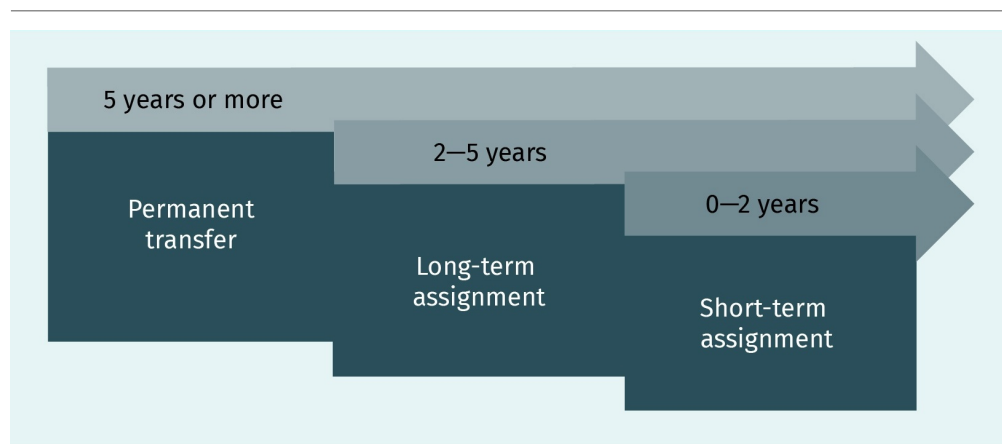 5 years or more
2—5 years
0—2 years
Permanent
transfer
Long-term
assignment
Short-term
assignment